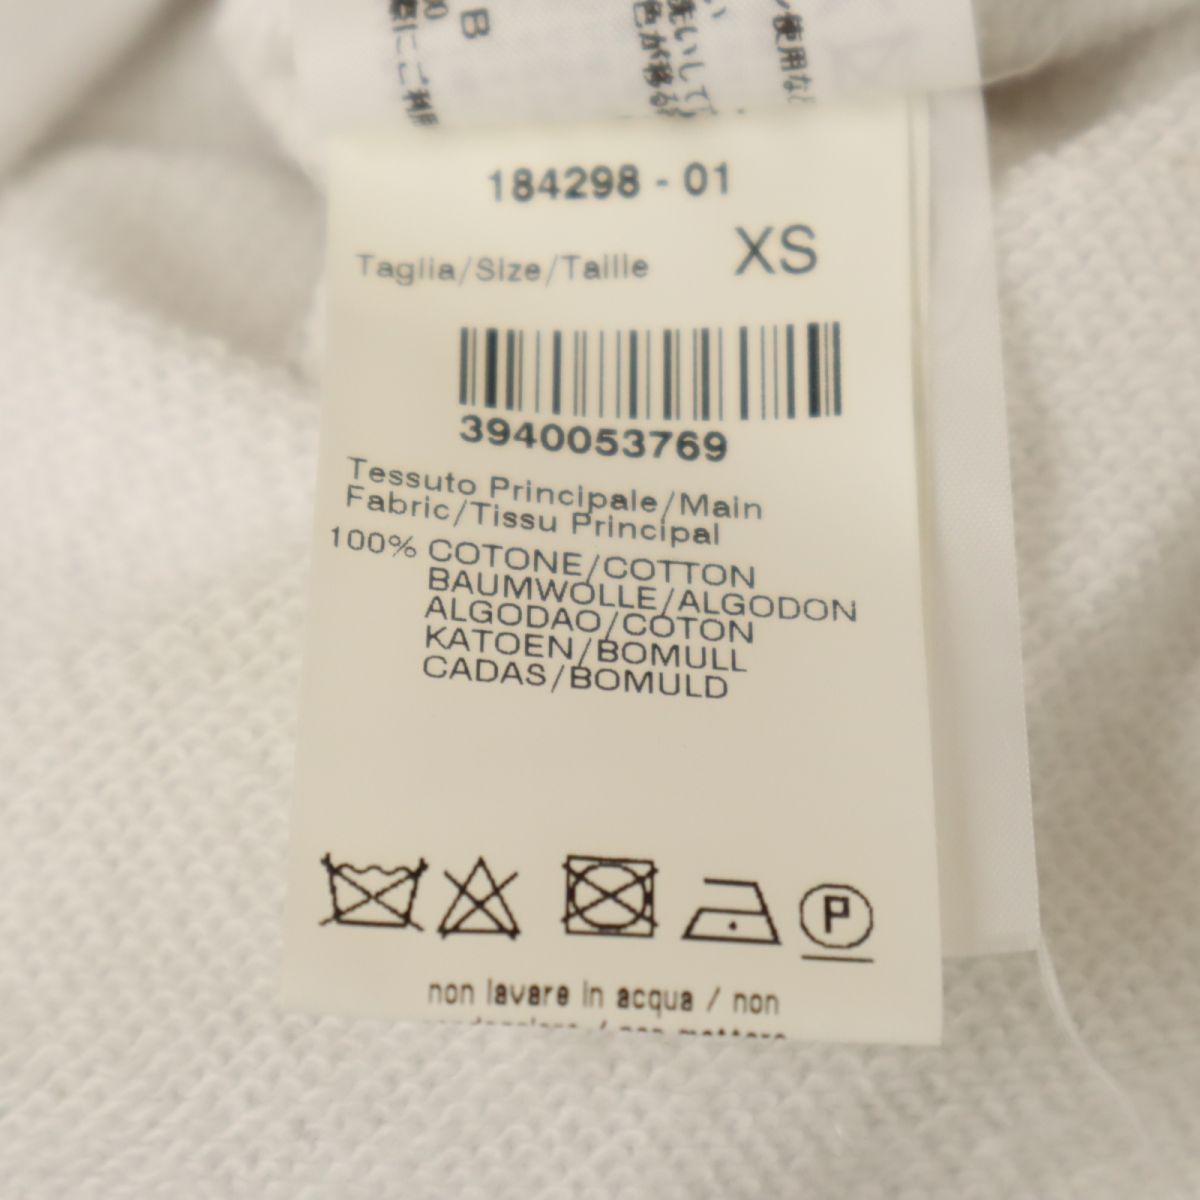 B
184298 - 01
Taglia/Size/Taille XS
3940053769
Tessuto Principale/Main
Fabric/Tissu Principal
100% COTONE/COTTON
BAUMWOLLE/ALGODON
ALGODAO/COTON
KATOEN/BOMULL
CADAS/BOMULD
P
non lavare in acqua / non